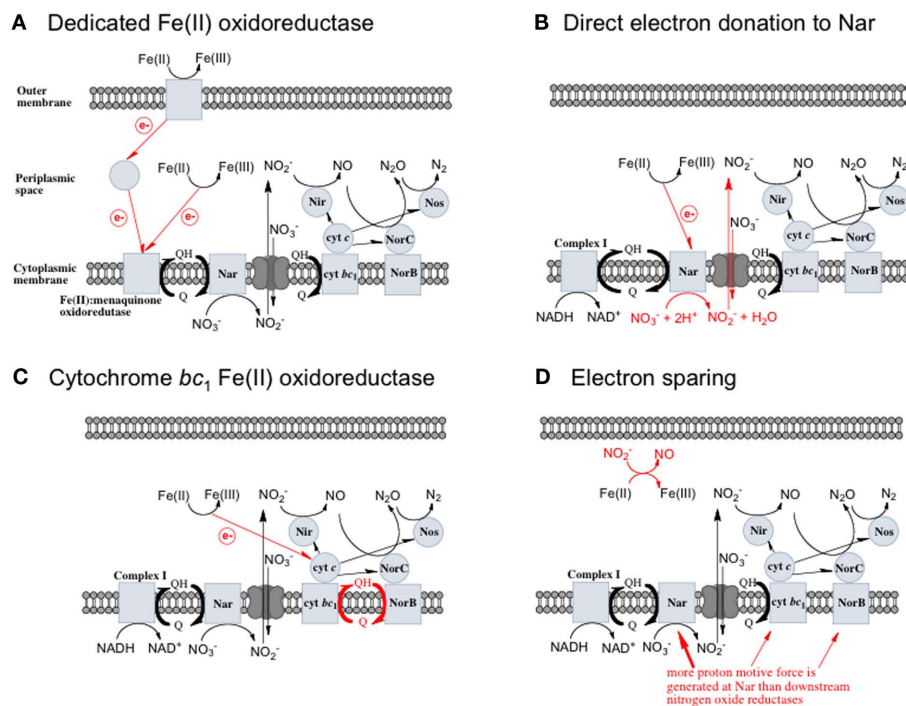 A Dedicated Fe(II) oxidoreductase
Fe(II) Fe(III)
Outer
membrane
e-
Periplasmic
space
Fe(II) Fe(III) NO₂⁻ NO N₂O N₂
Nir Nos
e- e-
NO₃⁻ cyt c NorC
Cytoplasmic
membrane
QH Nar QH cyt bc₁ NorB
Q Q
Fe(II):menaquinone
oxidoredutase
NO₃⁻ NO₂⁻
B Direct electron donation to Nar
Fe(II) Fe(III) NO₂⁻ NO N₂O N₂
e- Nir Nos
NO₃⁻ cyt c NorC
Complex I
QH Nar QH cyt bc₁ NorB
Q Q
NADH NAD⁺ NO₃⁻ + 2H⁺ NO₂⁻ + H₂O
C Cytochrome bc₁ Fe(II) oxidoreductase
Fe(II) Fe(III) NO₂⁻ NO N₂O N₂
e- Nir Nos
NO₃⁻ cyt c NorC
Complex I
QH Nar cyt bc₁ QH NorB
Q Q
NADH NAD⁺ NO₃⁻ NO₂⁻
D Electron sparing
NO₂⁻ NO
Fe(II) Fe(III) NO₂⁻ NO N₂O N₂
Nir Nos
NO₃⁻ cyt c NorC
Complex I
QH Nar QH cyt bc₁ NorB
Q Q
NADH NAD⁺ NO₃⁻ NO₂⁻
more proton motive force is
generated at Nar than downstream
nitrogen oxide reductases